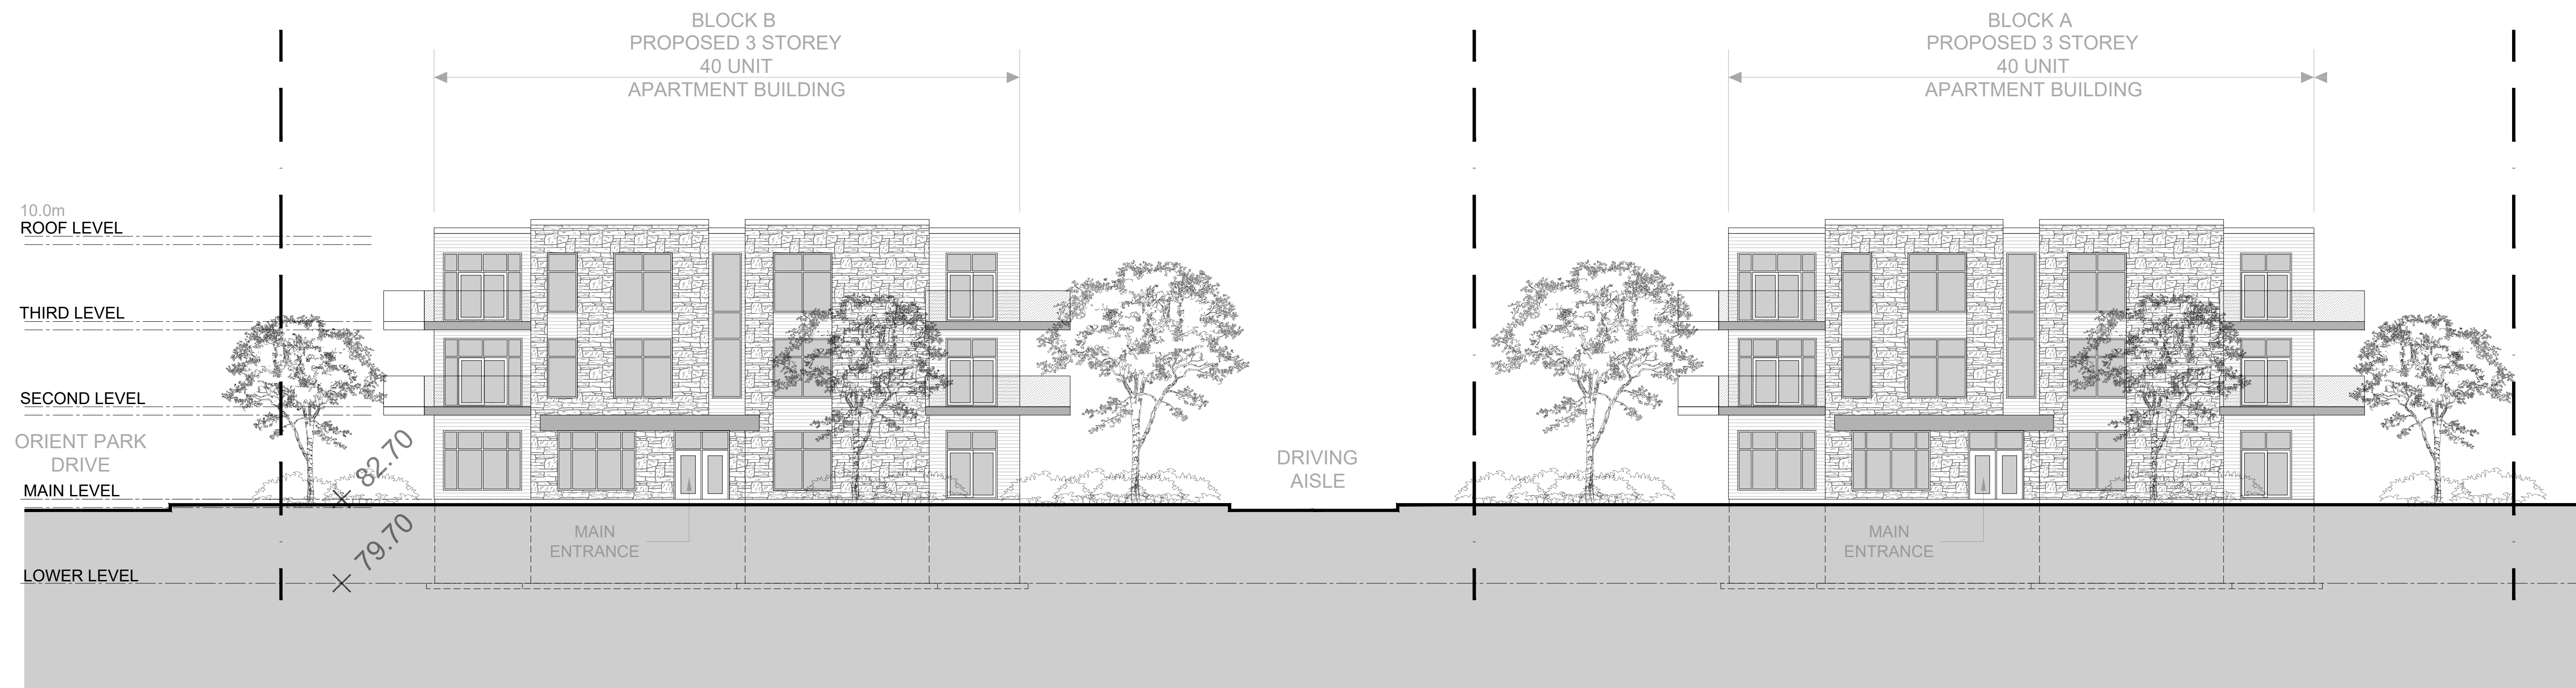 BLOCK B
PROPOSED 3 STOREY
40 UNIT
APARTMENT BUILDING
BLOCK A
PROPOSED 3 STOREY
40 UNIT
APARTMENT BUILDING
10.0m
ROOF LEVEL
THIRD LEVEL
SECOND LEVEL
ORIENT PARK
DRIVE
82.70
MAIN LEVEL
DRIVING
AISLE
79.70
MAIN
ENTRANCE
MAIN
ENTRANCE
LOWER LEVEL